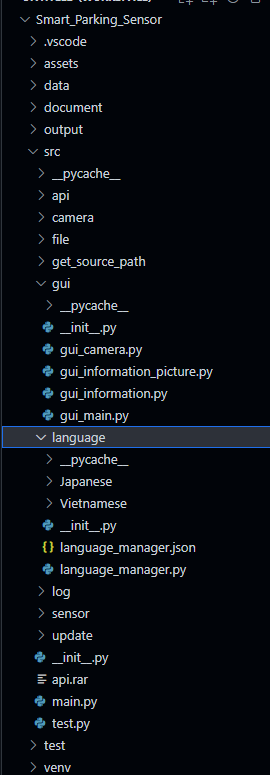 Smart_Parking_Sensor
.vscode
assets
data
document
output
src
__pycache__
api
camera
file
get_source_path
gui
__pycache__
__init__.py
gui_camera.py
gui_information_picture.py
gui_information.py
gui_main.py
language
__pycache__
Japanese
Vietnamese
__init__.py
language_manager.json
language_manager.py
log
sensor
update
__init__.py
api.rar
main.py
test.py
test
venv